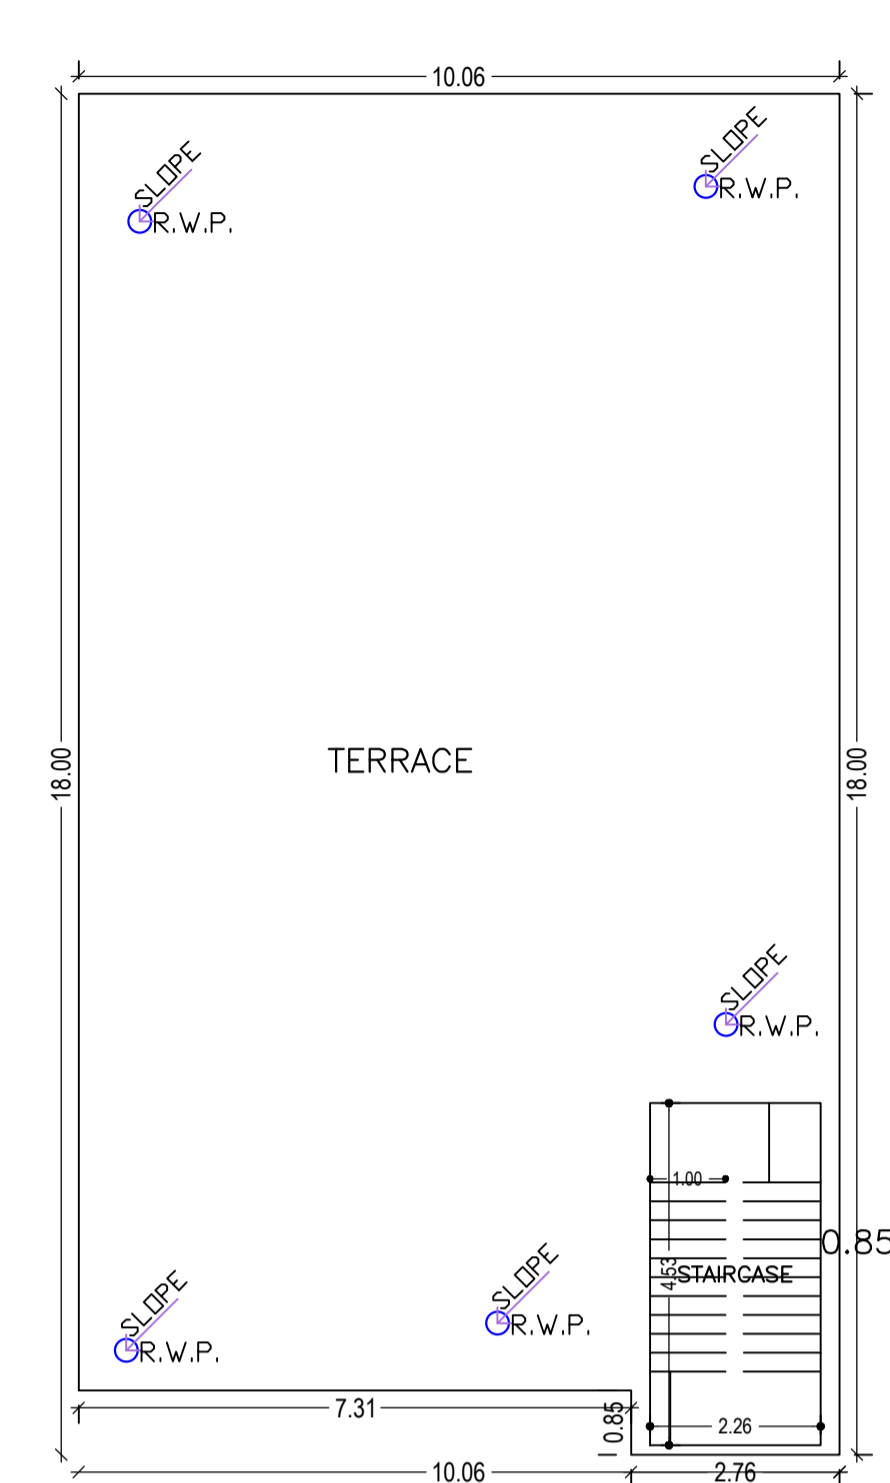 10.06
SLOPE
R.W.P.
SLOPE
R.W.P.
18.00
TERRACE
18.00
SLOPE
R.W.P.
1.00
0.85
4.53
STAIRCASE
SLOPE
R.W.P.
SLOPE
R.W.P.
7.31
0.85
2.26
10.06
2.76